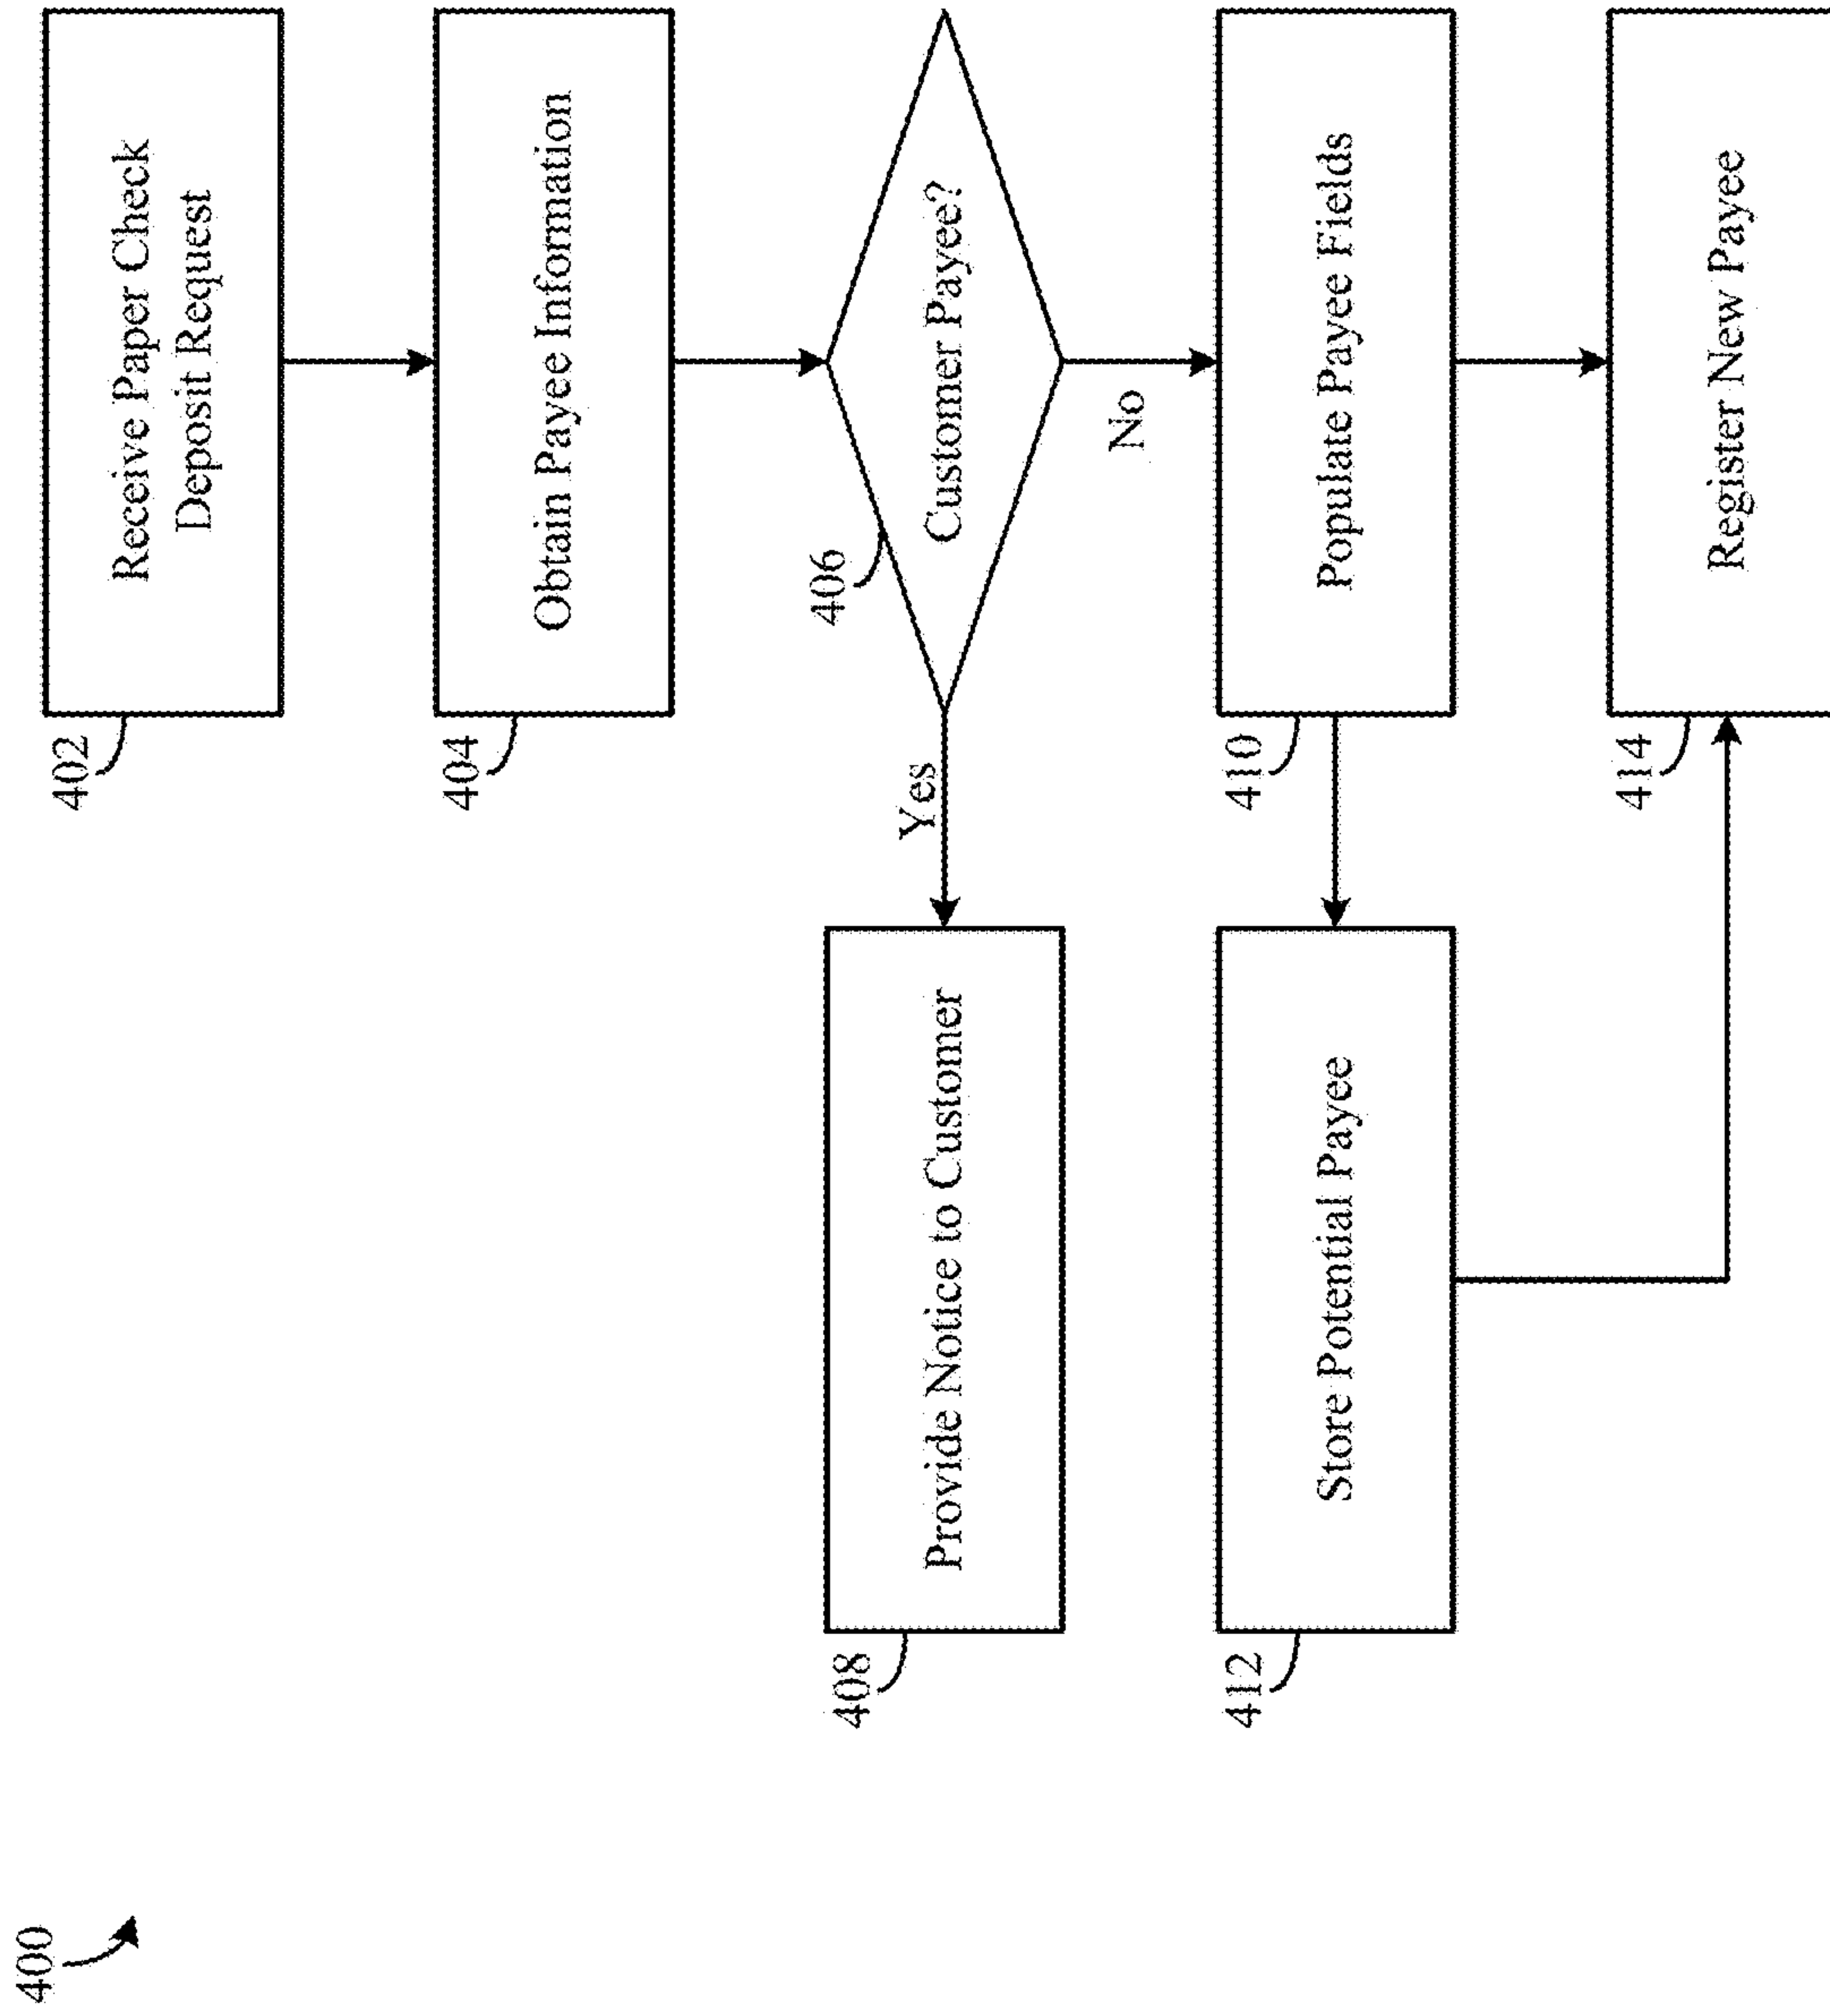 400
402
Receive Paper Check
Deposit Request
404
Obtain Payee Information
406
Customer Payee?
Yes
No
408
Provide Notice to Customer
410
Populate Payee Fields
412
Store Potential Payee
414
Register New Payee